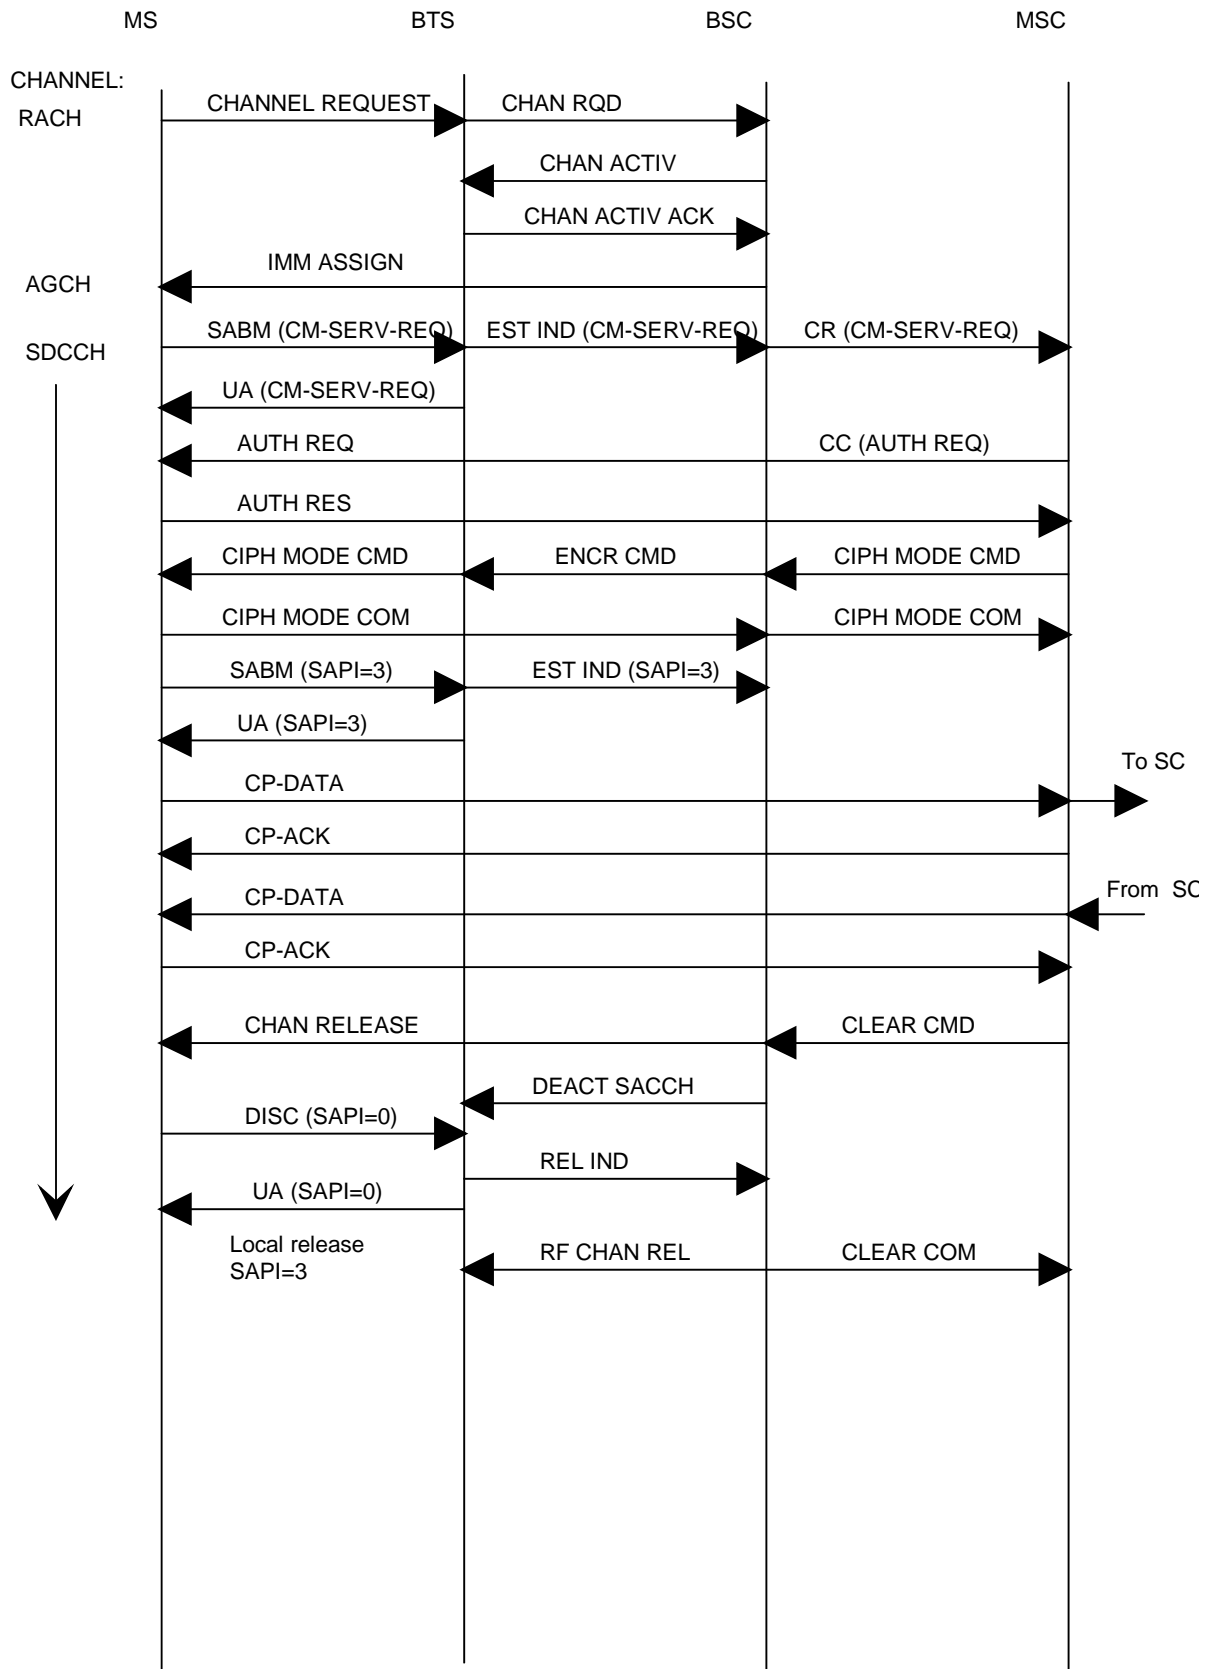 MS BTS BSC MSC
CHANNEL:
RACH CHANNEL REQUEST CHAN RQD
CHAN ACTIV
CHAN ACTIV ACK
AGCH IMM ASSIGN
SDCCH SABM (CM-SERV-REQ) EST IND (CM-SERV-REQ) CR (CM-SERV-REQ)
UA (CM-SERV-REQ)
AUTH REQ CC (AUTH REQ)
AUTH RES
CIPH MODE CMD ENCR CMD CIPH MODE CMD
CIPH MODE COM CIPH MODE COM
SABM (SAPI=3) EST IND (SAPI=3)
UA (SAPI=3)
To SC
CP-DATA
CP-ACK
From SC
CP-DATA
CP-ACK
CHAN RELEASE CLEAR CMD
DEACT SACCH
DISC (SAPI=0)
REL IND
UA (SAPI=0)
Local release
SAPI=3
RF CHAN REL CLEAR COM